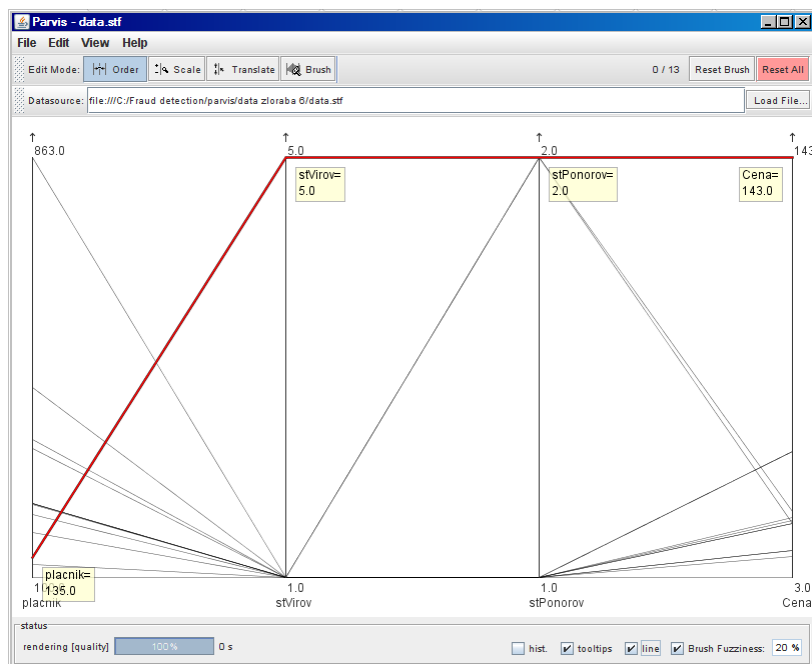 Parvis - data.stf
File Edit View Help
Edit Mode: Order Scale Translate Brush 0 / 13 Reset Brush Reset All
Datasource: file:///C:/Fraud detection/parvis/data zloraba 6/data.stf Load File...
863.0 5.0 2.0 143
stVirov=
5.0
stPonorov=
2.0
Cena=
143.0
placnik=
135.0
1.0 1.0 3.0
placnik stVirov stPonorov Cena
status
rendering [quality] 100% 0 s hist. tooltips line Brush Fuzziness: 20 %